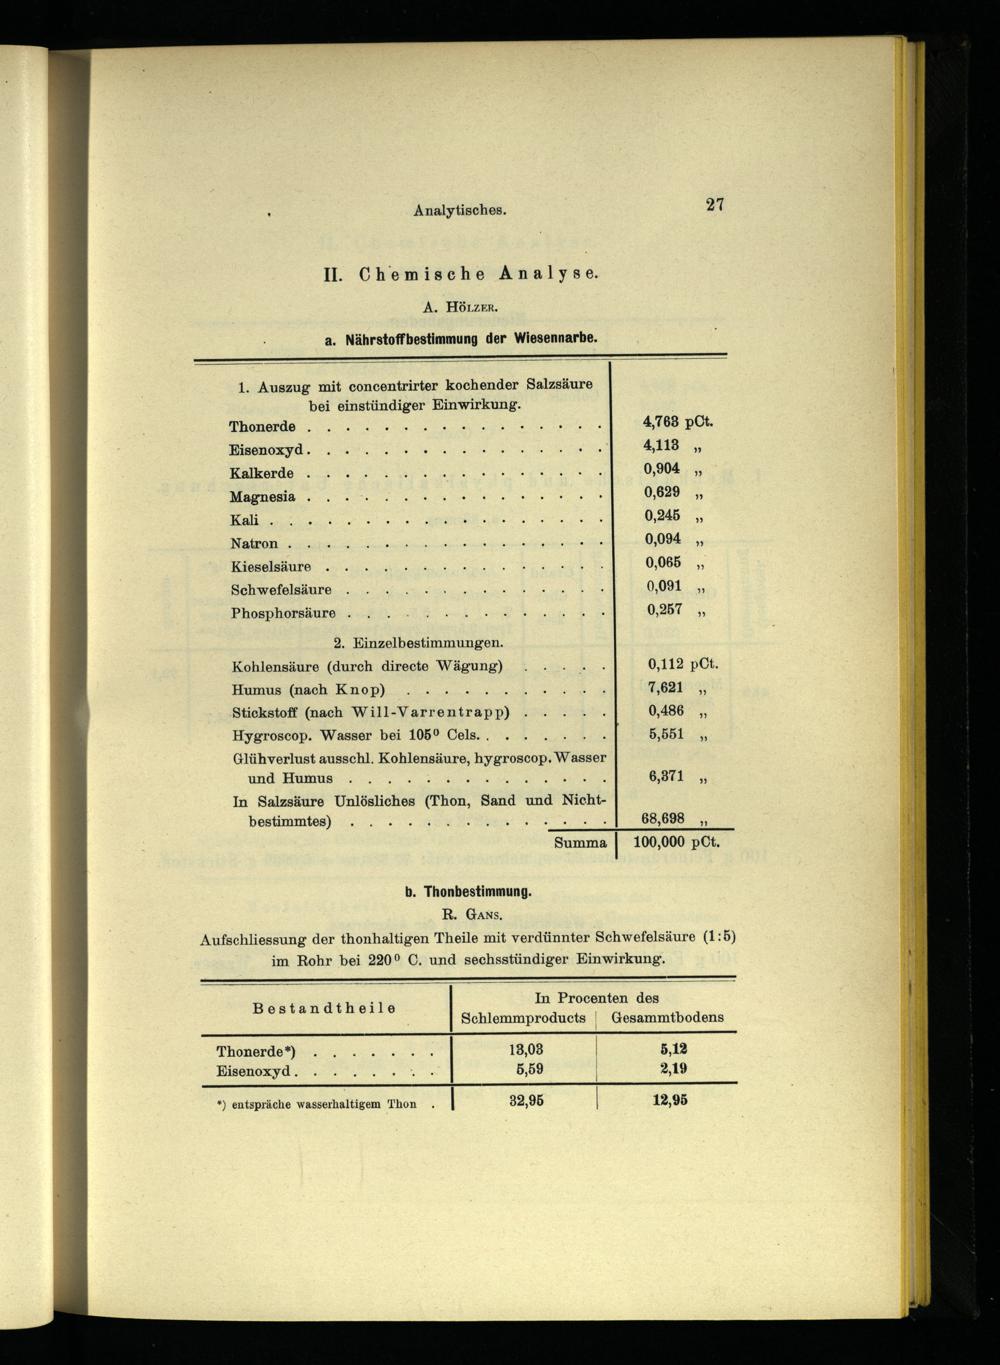 Analytisches. 27
II. Chemische Analyse.
A. Hölzer.
a. Nährstoffbestimmung der Wiesennarbe.
1. Auszug mit concentrirter kochender Salzsäure
bei einstündiger Einwirkung.
Thonerde . . . . . . . . . . . . . . . . 4,763 pCt.
Eisenoxyd. . . . . . . . . . . . . . . . 4,113 „
Kalkerde . . . . . . . . . . . . . . . . 0,904 „
Magnesia . . . . . . . . . . . . . . . . 0,629 „
Kali . . . . . . . . . . . . . . . . . . 0,245 „
Natron . . . . . . . . . . . . . . . . . 0,094 „
Kieselsäure . . . . . . . . . . . . . . . 0,065 „
Schwefelsäure . . . . . . . . . . . . . . 0,091 „
Phosphorsäure . . . . . . . . . . . . . . 0,257 „
2. Einzelbestimmungen.
Kohlensäure (durch directe Wägung) . . . . . 0,112 pCt.
Humus (nach Knop) . . . . . . . . . . . 7,621 „
Stickstoff (nach Will-Varrentrapp) . . . . . 0,486 „
Hygroscop. Wasser bei 105⁰ Cels. . . . . . . . 5,551 „
Glühverlust ausschl. Kohlensäure, hygroscop. Wasser
und Humus . . . . . . . . . . . . . . 6,371 „
In Salzsäure Unlösliches (Thon, Sand und Nicht-
bestimmtes) . . . . . . . . . . . . . . 68,698 „
Summa 100,000 pCt.
b. Thonbestimmung.
R. Gans.
Aufschliessung der thonhaltigen Theile mit verdünnter Schwefelsäure (1:5)
im Rohr bei 220⁰ C. und sechsstündiger Einwirkung.
Bestandtheile In Procenten des
Schlemmproducts Gesammtbodens
Thonerde*) . . . . . . . 13,03 5,12
Eisenoxyd. . . . . . . . 5,59 2,19
*) entspräche wasserhaltigem Thon . 32,95 12,95